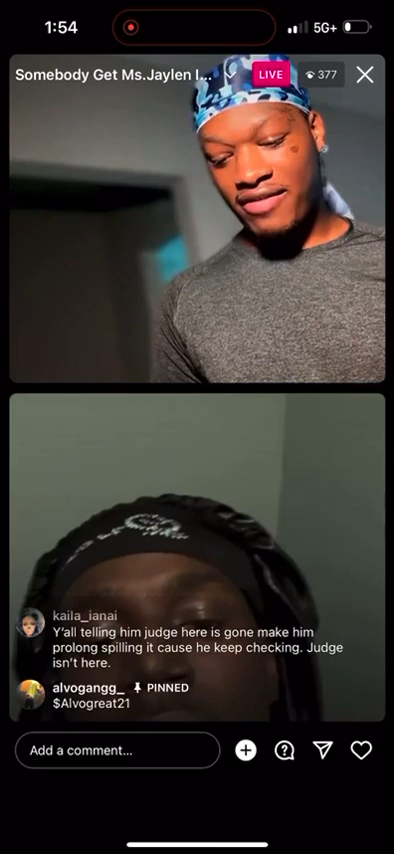 1:54
5G+
Somebody Get Ms.Jaylen I...
LIVE
377
kaila_ianai
Y'all telling him judge here is gone make him
prolong spilling it cause he keep checking. Judge
isn't here.
alvogangg_ PINNED
$Alvogreat21
Add a comment...